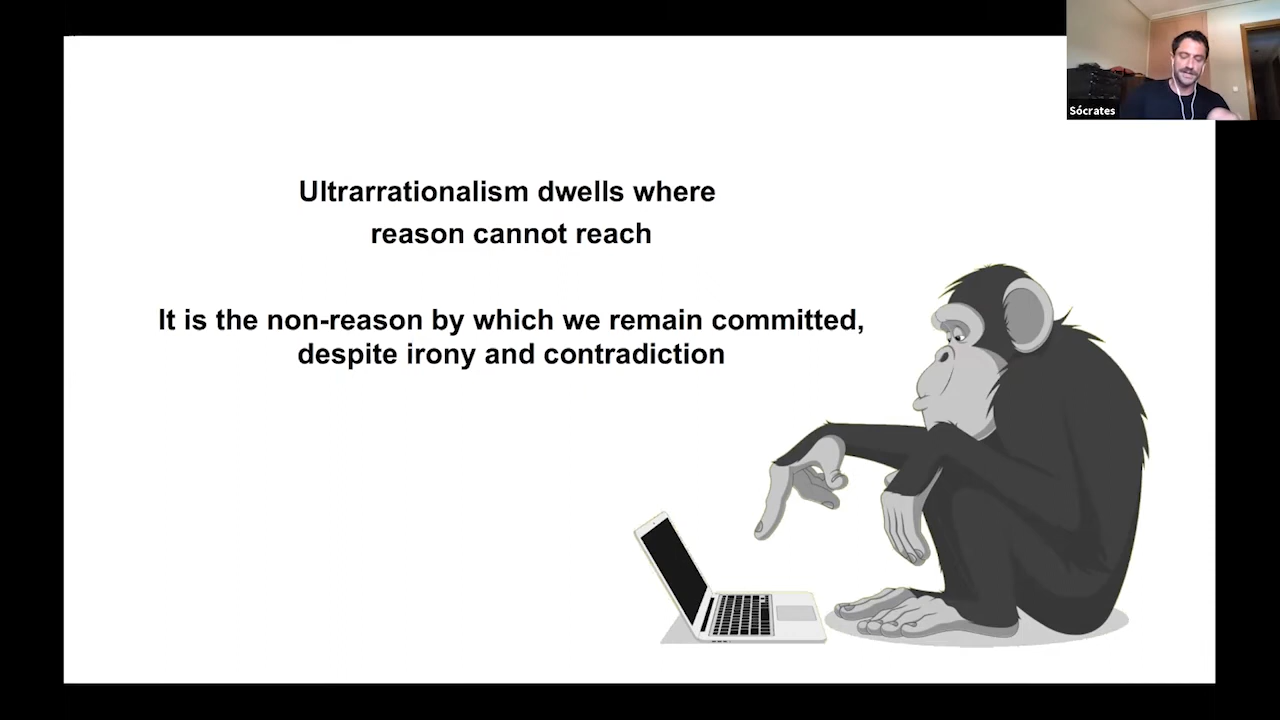 Sócrates
Ultrarrationalism dwells where
reason cannot reach
It is the non-reason by which we remain committed,
despite irony and contradiction